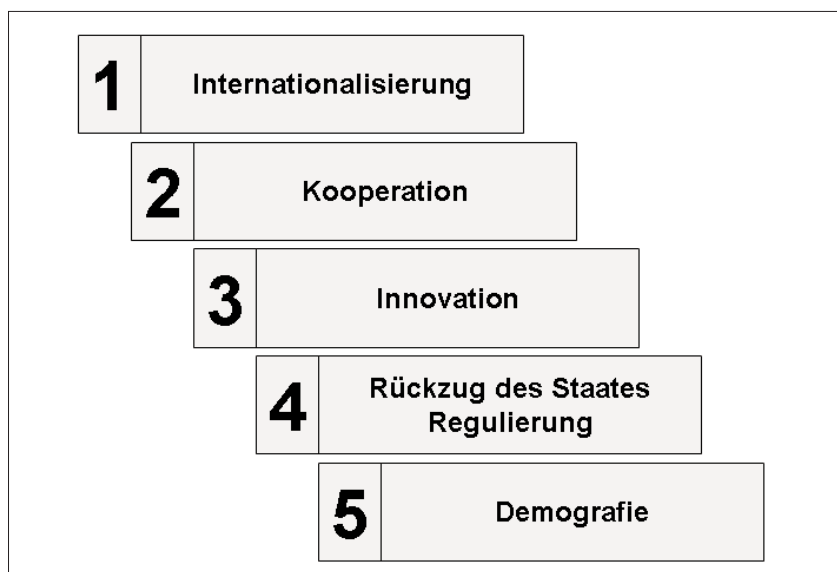 1 Internationalisierung
2 Kooperation
3 Innovation
4 Rückzug des Staates
Regulierung
5 Demografie